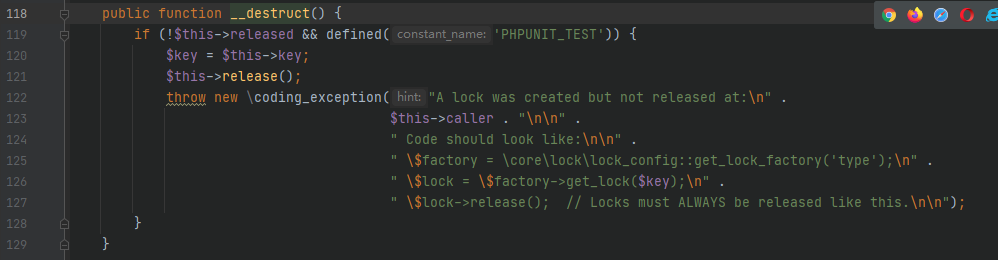 118 public function __destruct() {
119 if (!$this->released && defined( constant_name: 'PHPUNIT_TEST')) {
120 $key = $this->key;
121 $this->release();
122 throw new \coding_exception( hint: "A lock was created but not released at:\n" .
123 $this->caller . "\n\n" .
124 " Code should look like:\n\n" .
125 " \$factory = \core\lock\lock_config::get_lock_factory('type');\n" .
126 " \$lock = \$factory->get_lock($key);\n" .
127 " \$lock->release();  // Locks must ALWAYS be released like this.\n\n");
128 }
129 }